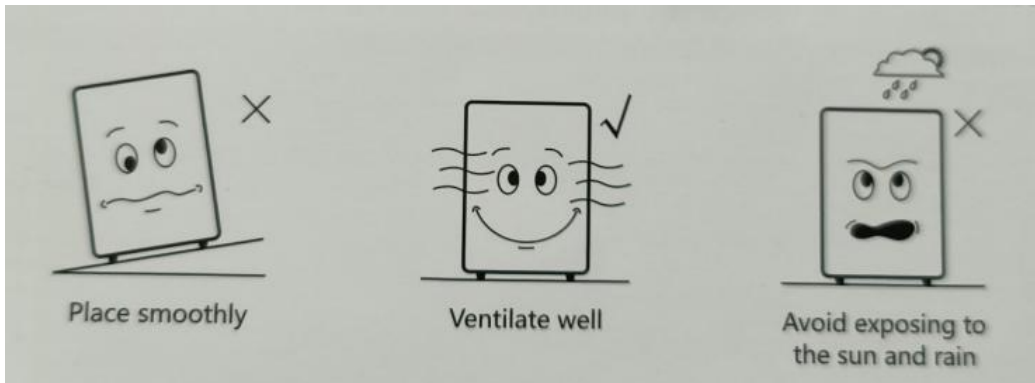 Place smoothly
Ventilate well
Avoid exposing to
the sun and rain